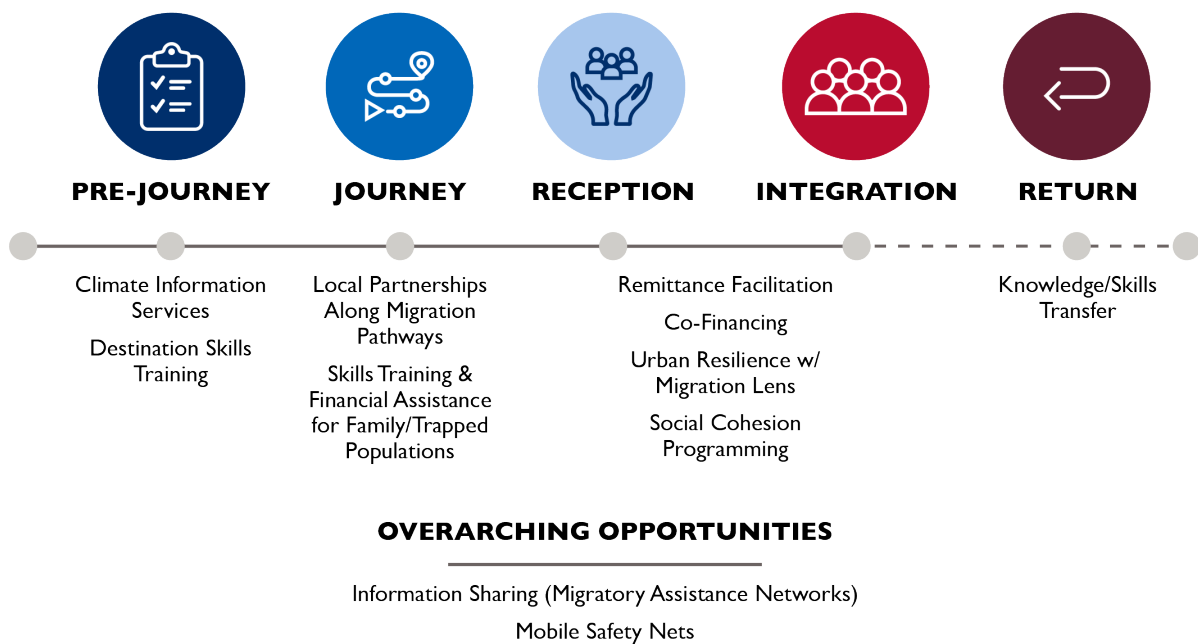 PRE-JOURNEY
JOURNEY
RECEPTION
INTEGRATION
RETURN
Climate Information
Services
Destination Skills
Training
Local Partnerships
Along Migration
Pathways
Skills Training &
Financial Assistance
for Family/Trapped
Populations
Remittance Facilitation
Co-Financing
Urban Resilience w/
Migration Lens
Social Cohesion
Programming
Knowledge/Skills
Transfer
OVERARCHING OPPORTUNITIES
Information Sharing (Migratory Assistance Networks)
Mobile Safety Nets